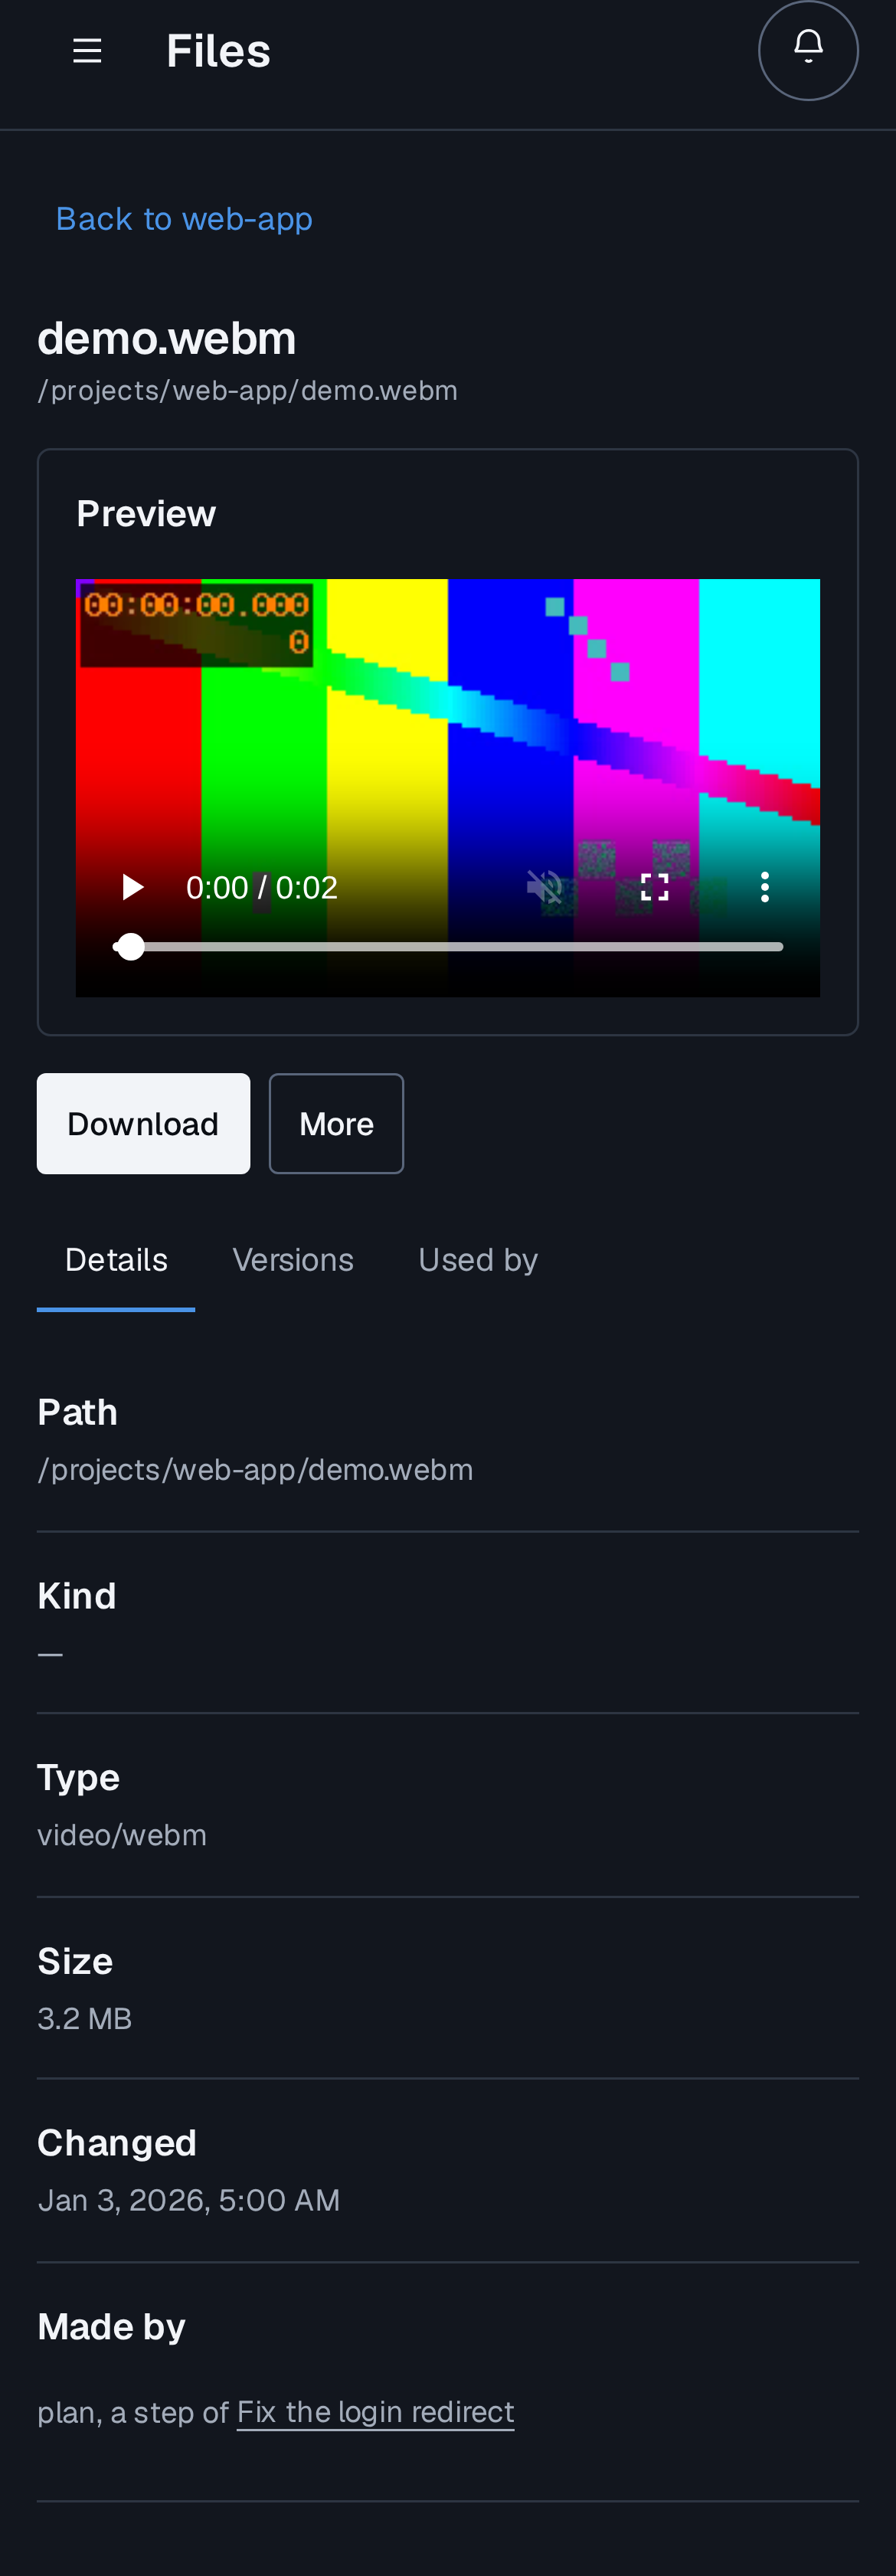 Files
Back to web-app
demo.webm
/projects/web-app/demo.webm
Preview
00:00:00.000
0
0:00 / 0:02
Download
More
Details
Versions
Used by
Path
/projects/web-app/demo.webm
Kind
—
Type
video/webm
Size
3.2 MB
Changed
Jan 3, 2026, 5:00 AM
Made by
plan, a step of Fix the login redirect